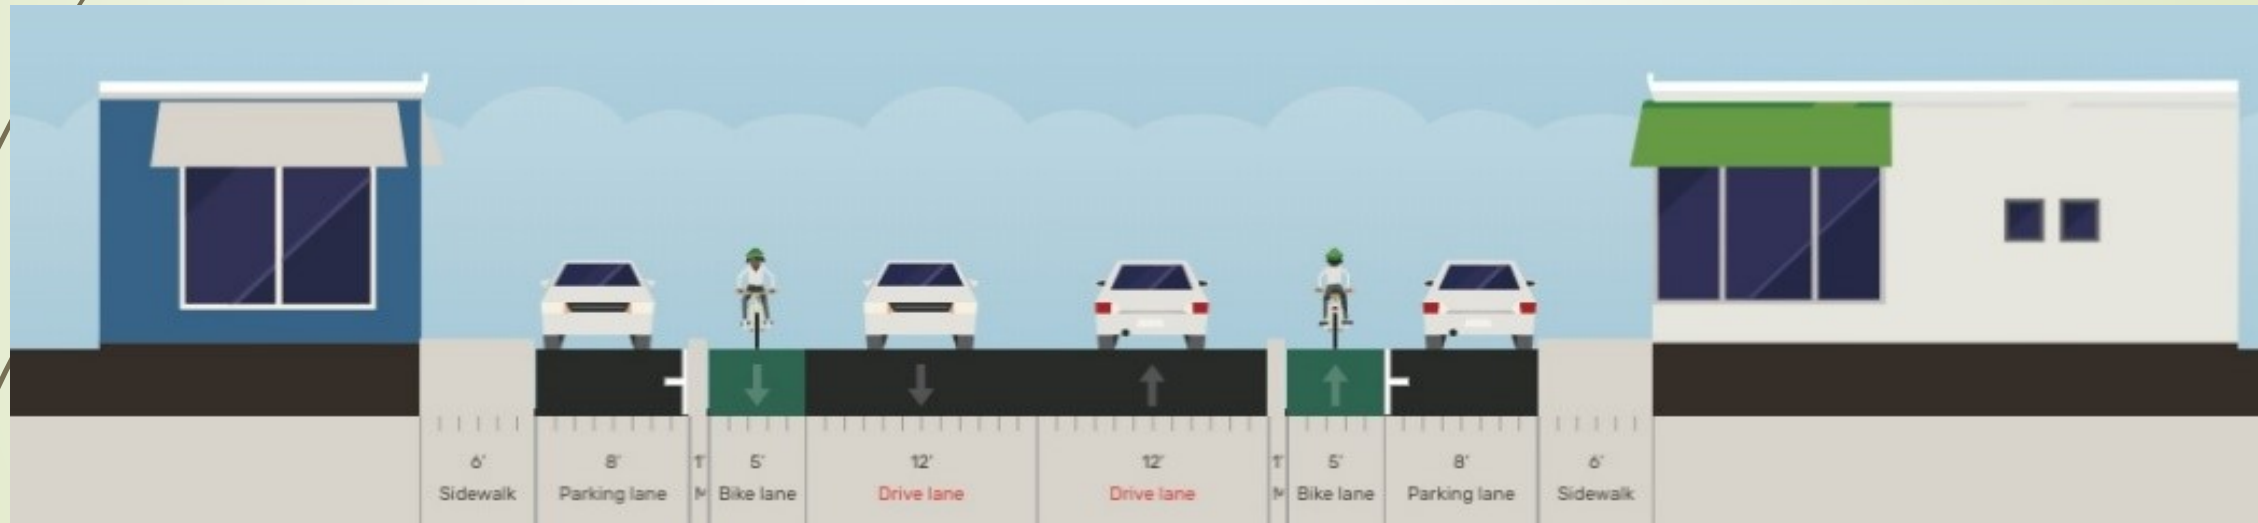 6'
Sidewalk
8'
Parking lane
1'
M
5'
Bike lane
12'
Drive lane
12'
Drive lane
1'
M
5'
Bike lane
8'
Parking lane
6'
Sidewalk